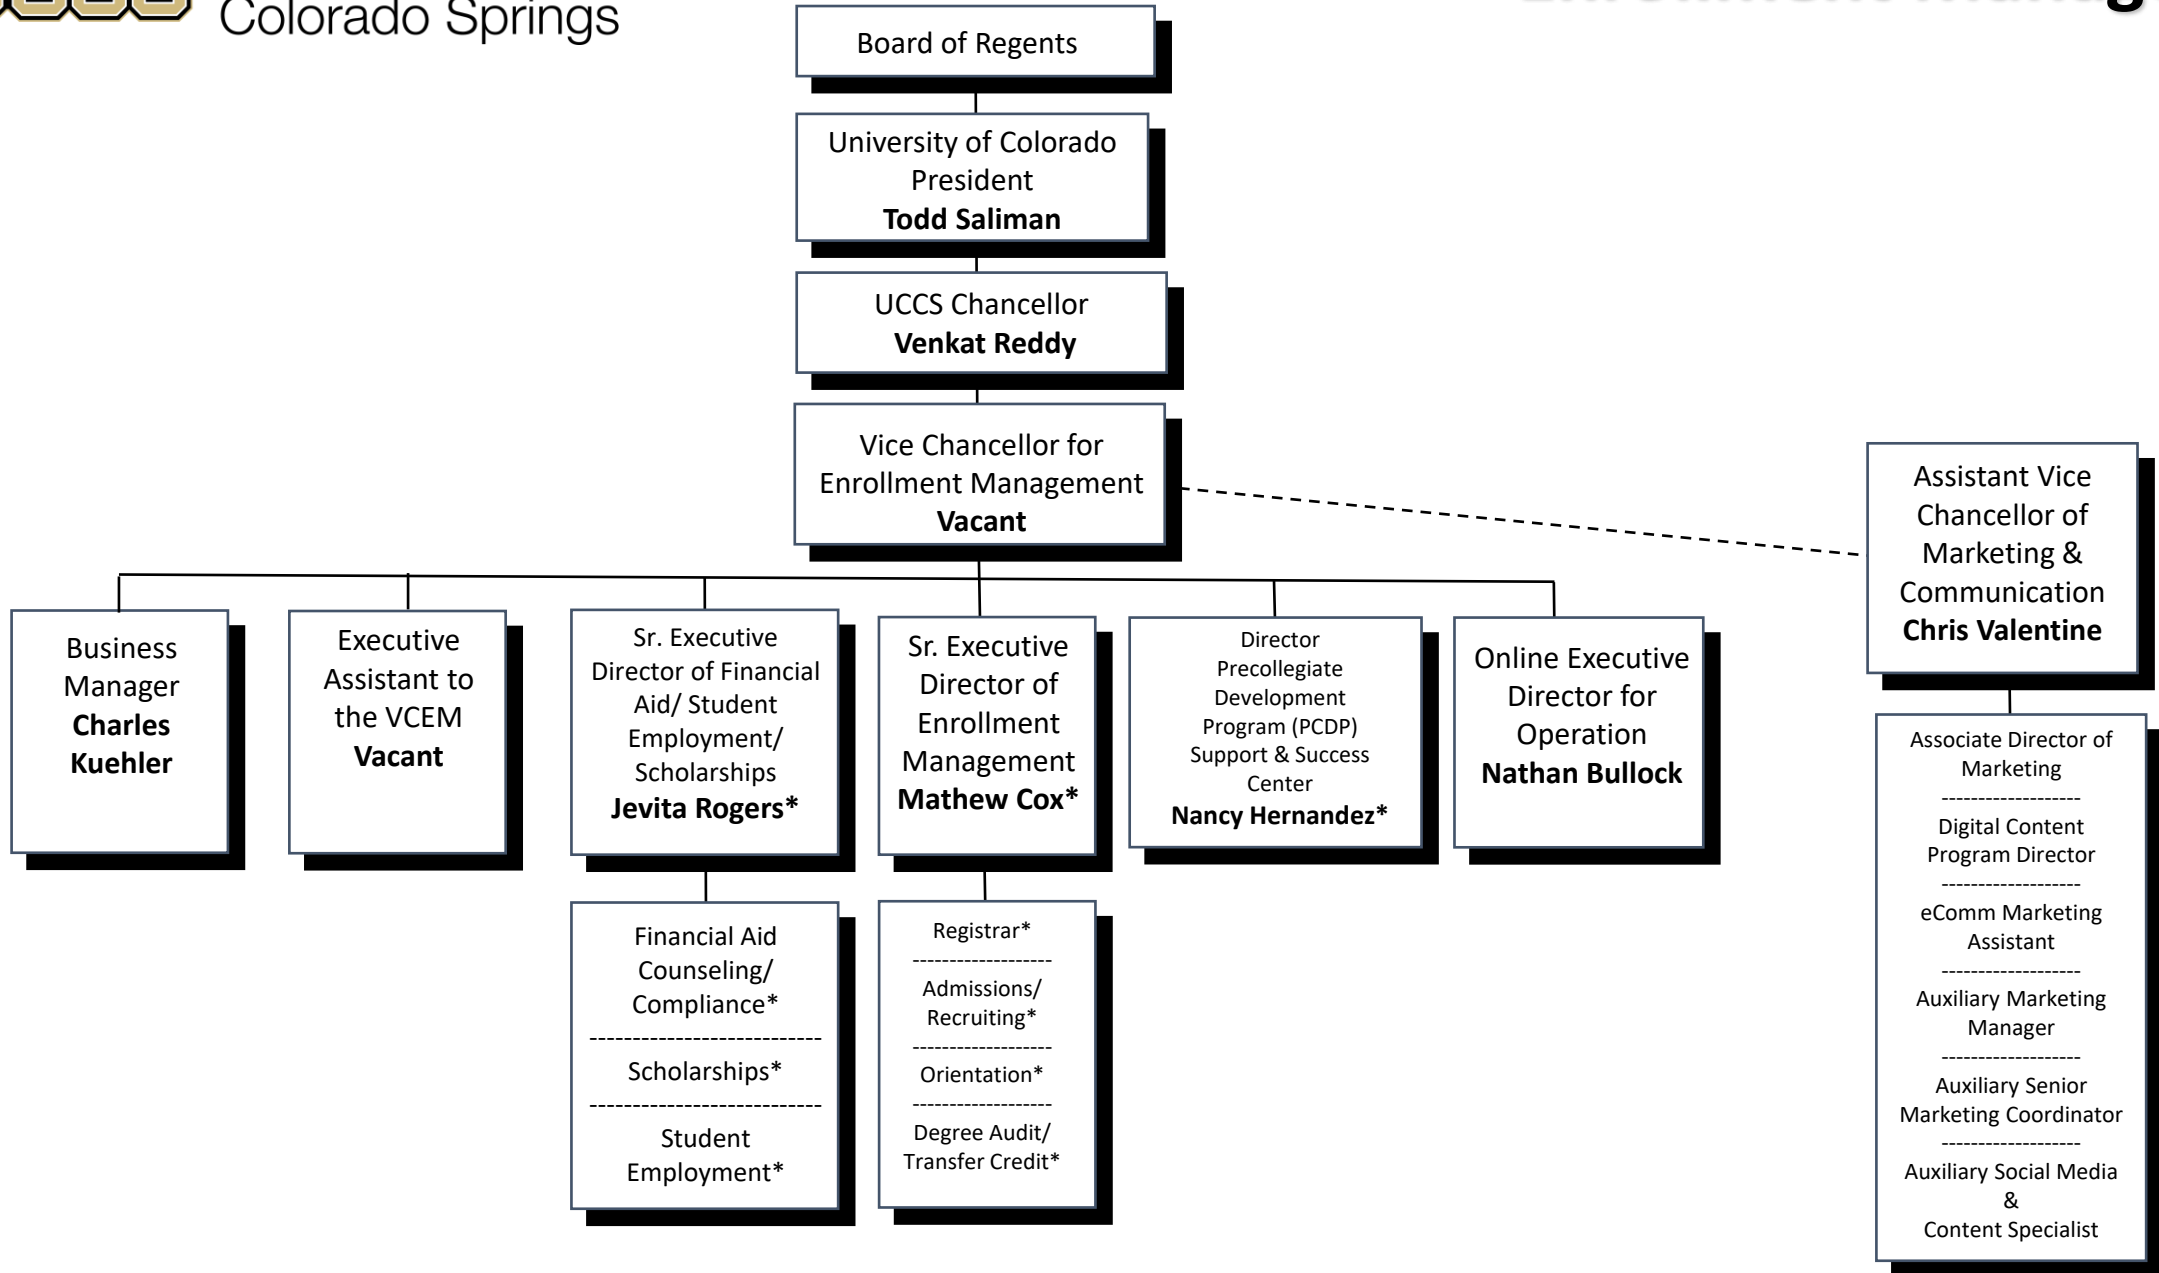 Colorado Springs
Board of Regents
University of Colorado
President
Todd Saliman
UCCS Chancellor
Venkat Reddy
Vice Chancellor for
Enrollment Management
Vacant
Assistant Vice
Chancellor of
Marketing &
Communication
Chris Valentine
Business
Manager
Charles
Kuehler
Executive
Assistant to
the VCEM
Vacant
Sr. Executive
Director of Financial
Aid/ Student
Employment/
Scholarships
Jevita Rogers*
Sr. Executive
Director of
Enrollment
Management
Mathew Cox*
Director
Precollegiate
Development
Program (PCDP)
Support & Success
Center
Nancy Hernandez*
Online Executive
Director for
Operation
Nathan Bullock
Financial Aid
Counseling/
Compliance*
---------------------------
Scholarships*
---------------------------
Student
Employment*
Registrar*
-------------------
Admissions/
Recruiting*
-------------------
Orientation*
-------------------
Degree Audit/
Transfer Credit*
Associate Director of
Marketing
-------------------
Digital Content
Program Director
-------------------
eComm Marketing
Assistant
-------------------
Auxiliary Marketing
Manager
-------------------
Auxiliary Senior
Marketing Coordinator
-------------------
Auxiliary Social Media
&
Content Specialist